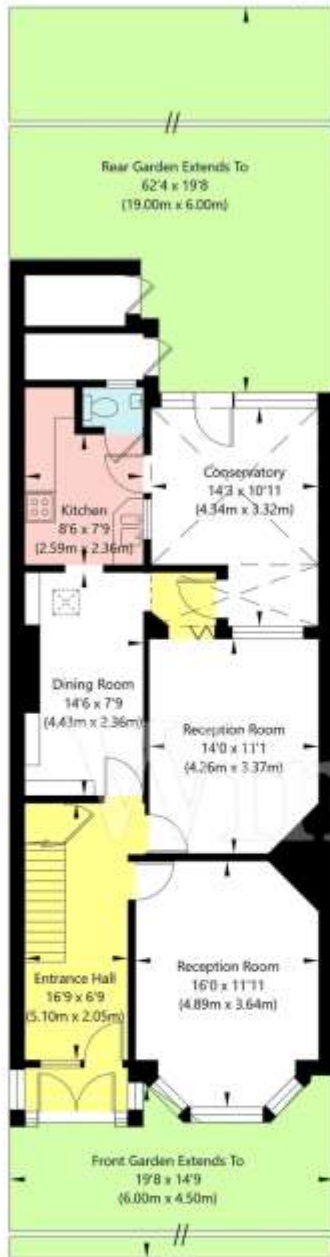 Rear Garden Extends To
62'4 x 19'8
(19.00m x 6.00m)
Conservatory
14'3 x 10'11
(4.34m x 3.32m)
Kitchen
8'6 x 7'9
(2.59m x 2.36m)
Dining Room
14'6 x 7'9
(4.43m x 2.36m)
Reception Room
14'0 x 11'1
(4.26m x 3.37m)
Reception Room
16'0 x 11'11
(4.89m x 3.64m)
Entrance Hall
16'9 x 6'9
(5.10m x 2.05m)
Front Garden Extends To
19'8 x 14'9
(6.00m x 4.50m)